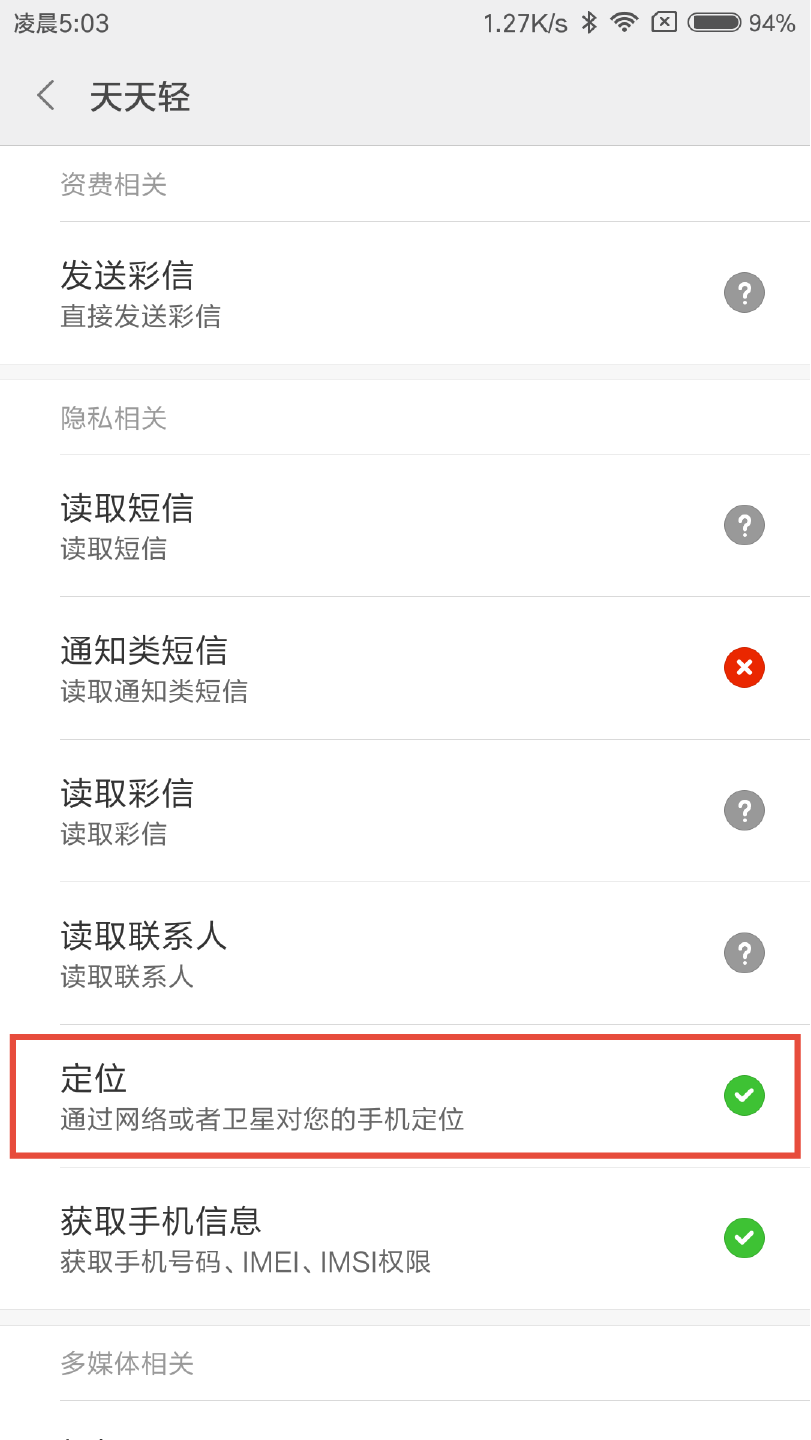 凌晨5:03 1.27K/s 94%
天天轻
资费相关
发送彩信
直接发送彩信
隐私相关
读取短信
读取短信
通知类短信
读取通知类短信
读取彩信
读取彩信
读取联系人
读取联系人
定位
通过网络或者卫星对您的手机定位
获取手机信息
获取手机号码、IMEI、IMSI权限
多媒体相关